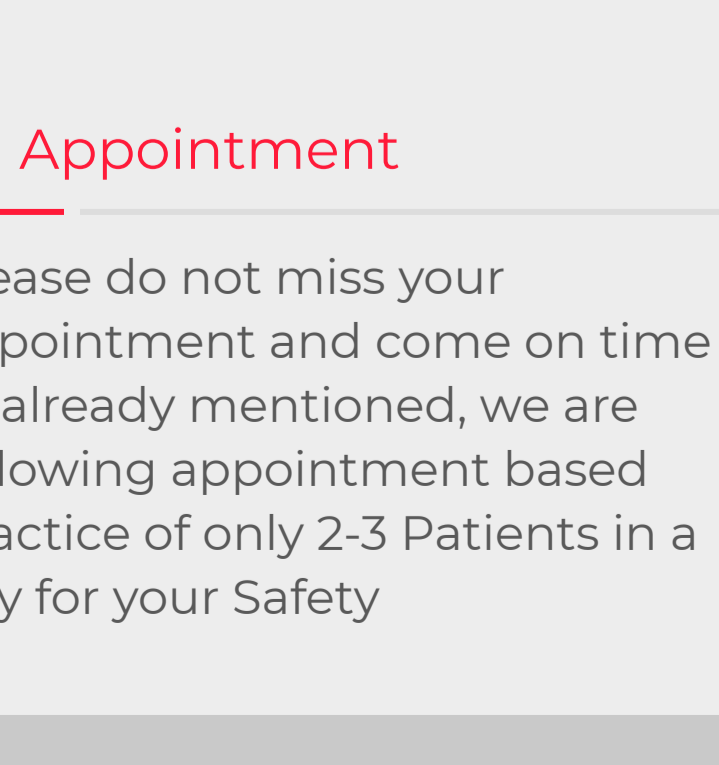 Appointment
ease do not miss your
pointment and come on time
already mentioned, we are
lowing appointment based
actice of only 2-3 Patients in a
y for your Safety